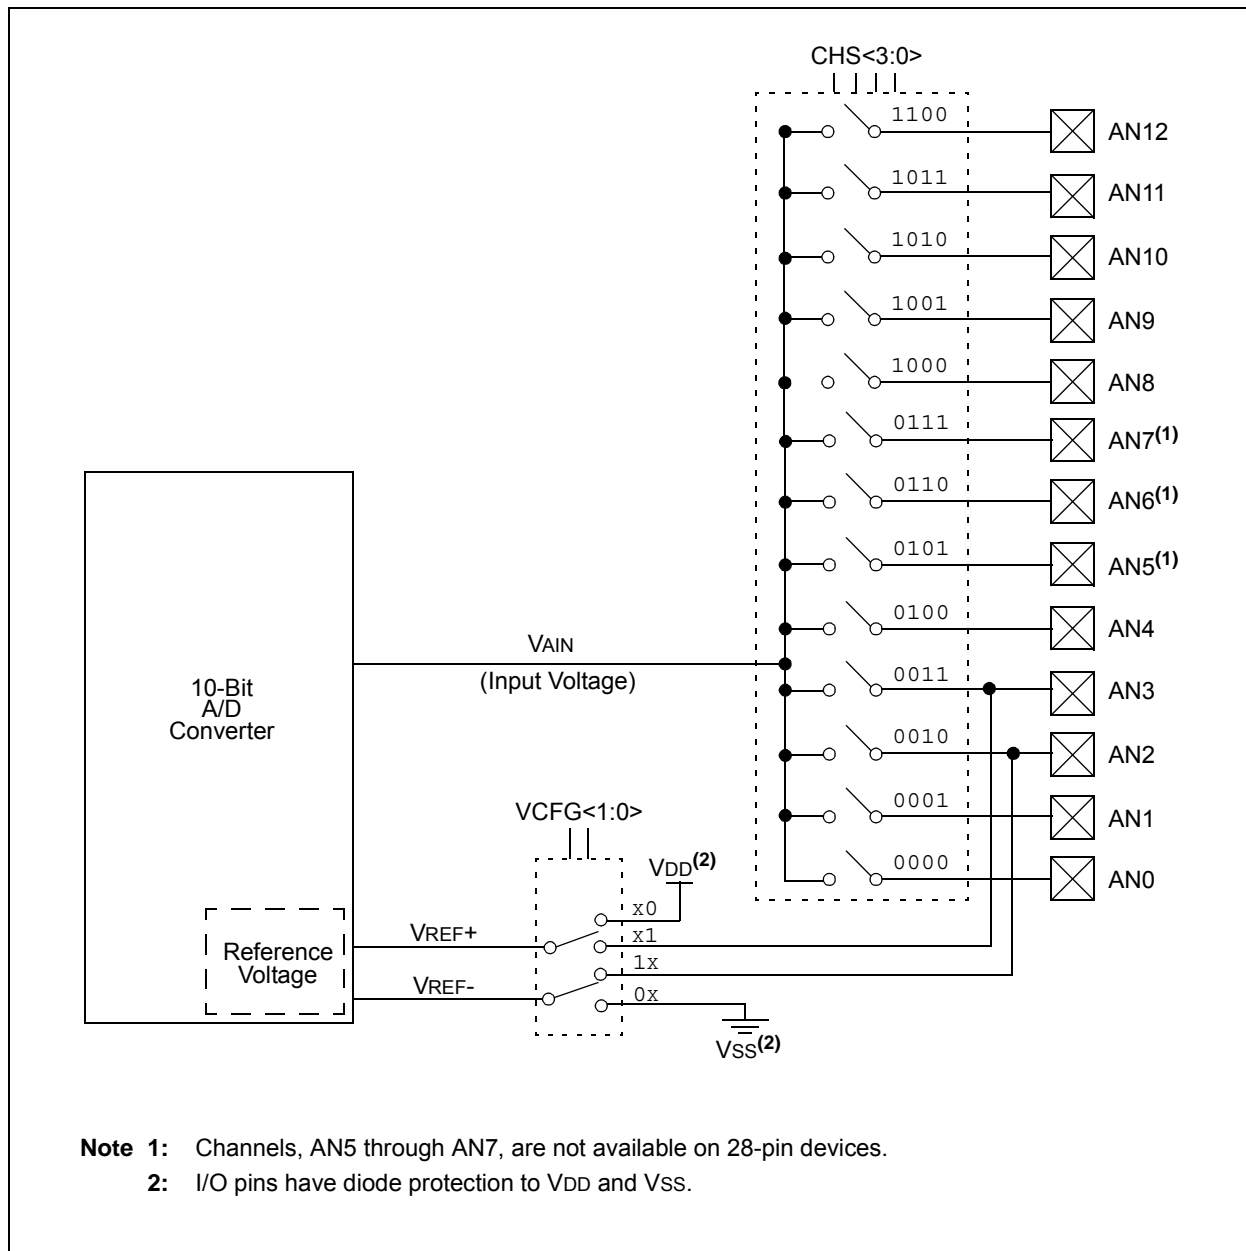 CHS<3:0>
1100
AN12
1011
AN11
1010
AN10
1001
AN9
1000
AN8
0111
AN7(1)
0110
AN6(1)
0101
AN5(1)
0100
AN4
VAIN
(Input Voltage)
0011
AN3
10-Bit
A/D
Converter
0010
AN2
0001
AN1
VCFG<1:0>
0000
AN0
VDD(2)
x0
VREF+
x1
Reference
Voltage
1x
VREF-
0x
VSS(2)
Note 1: Channels, AN5 through AN7, are not available on 28-pin devices.
2: I/O pins have diode protection to VDD and VSS.